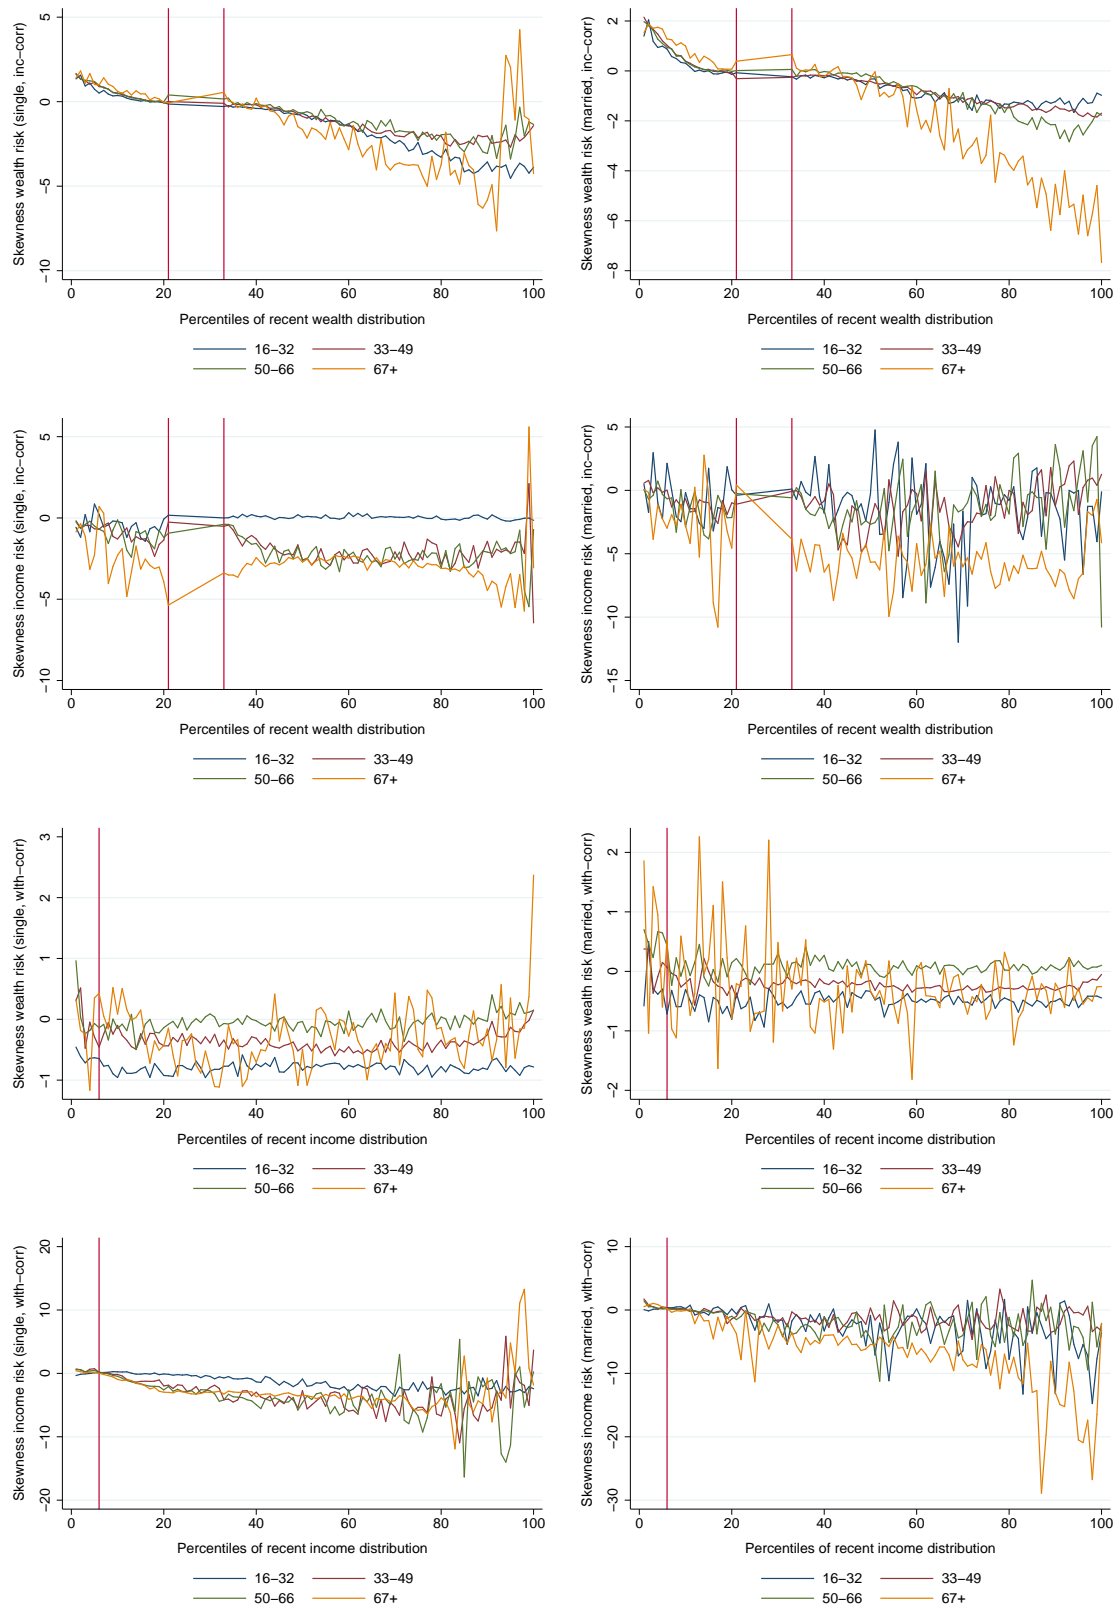 Skewness wealth risk (single, inc−corr)
5
0
−5
−10
0 20 40 60 80 100
Percentiles of recent wealth distribution
16−32 33−49
50−66 67+
Skewness wealth risk (married, inc−corr)
2
0
−2
−4
−6
−8
0 20 40 60 80 100
Percentiles of recent wealth distribution
16−32 33−49
50−66 67+
Skewness income risk (single, inc−corr)
5
0
−5
−10
0 20 40 60 80 100
Percentiles of recent wealth distribution
16−32 33−49
50−66 67+
Skewness income risk (married, inc−corr)
5
0
−5
−10
−15
0 20 40 60 80 100
Percentiles of recent wealth distribution
16−32 33−49
50−66 67+
Skewness wealth risk (single, wlth−corr)
3
2
1
0
−1
0 20 40 60 80 100
Percentiles of recent income distribution
16−32 33−49
50−66 67+
Skewness wealth risk (married, wlth−corr)
2
1
0
−1
−2
0 20 40 60 80 100
Percentiles of recent income distribution
16−32 33−49
50−66 67+
Skewness income risk (single, wlth−corr)
20
10
0
−10
−20
0 20 40 60 80 100
Percentiles of recent income distribution
16−32 33−49
50−66 67+
Skewness income risk (married, wlth−corr)
10
0
−10
−20
−30
0 20 40 60 80 100
Percentiles of recent income distribution
16−32 33−49
50−66 67+